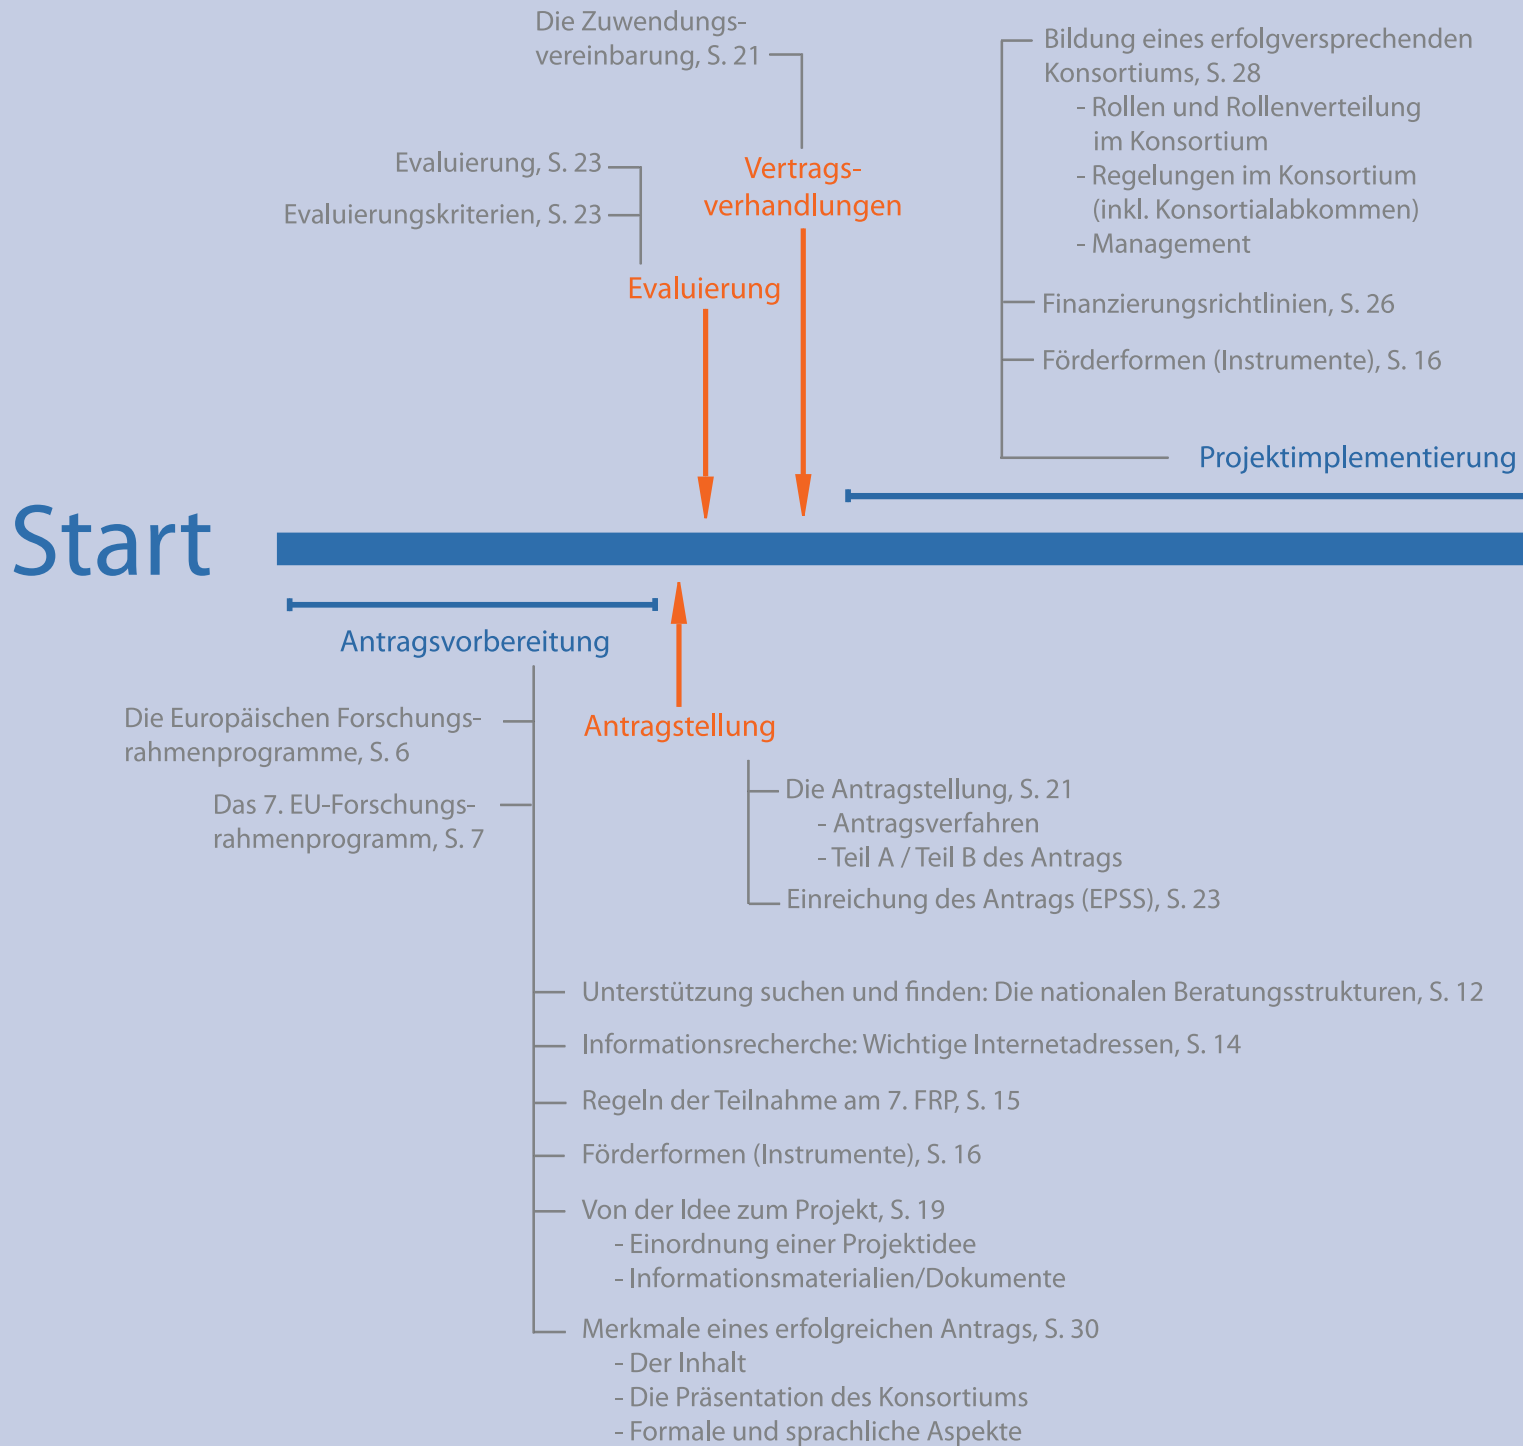 Die Zuwendungs-
vereinbarung, S. 21
Bildung eines erfolgversprechenden
Konsortiums, S. 28
- Rollen und Rollenverteilung
im Konsortium
- Regelungen im Konsortium
(inkl. Konsortialabkommen)
- Management
Evaluierung, S. 23
Evaluierungskriterien, S. 23
Vertrags-
verhandlungen
Evaluierung
Finanzierungsrichtlinien, S. 26
Förderformen (Instrumente), S. 16
Projektimplementierung
Start
Antragsvorbereitung
Die Europäischen Forschungs-
rahmenprogramme, S. 6
Das 7. EU-Forschungs-
rahmenprogramm, S. 7
Antragstellung
Die Antragstellung, S. 21
- Antragsverfahren
- Teil A / Teil B des Antrags
Einreichung des Antrags (EPSS), S. 23
Unterstützung suchen und finden: Die nationalen Beratungsstrukturen, S. 12
Informationsrecherche: Wichtige Internetadressen, S. 14
Regeln der Teilnahme am 7. FRP, S. 15
Förderformen (Instrumente), S. 16
Von der Idee zum Projekt, S. 19
- Einordnung einer Projektidee
- Informationsmaterialien/Dokumente
Merkmale eines erfolgreichen Antrags, S. 30
- Der Inhalt
- Die Präsentation des Konsortiums
- Formale und sprachliche Aspekte